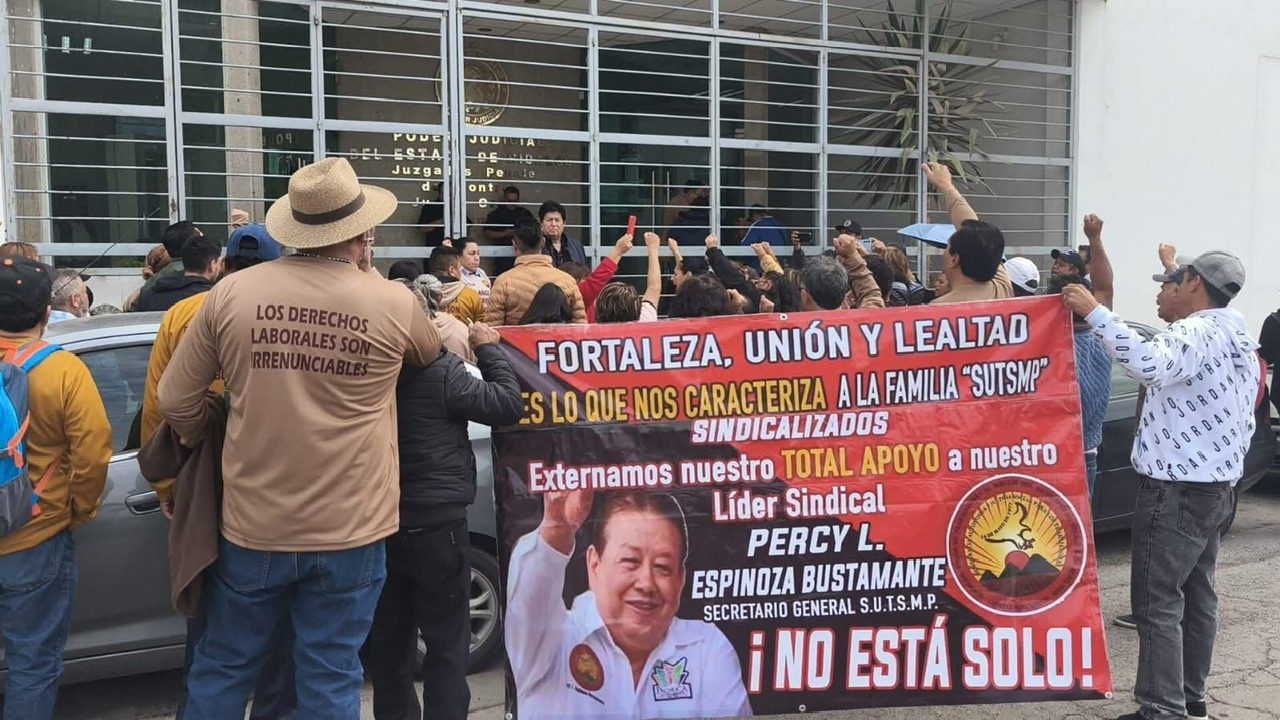 PODER JUDICIAL
DEL ESTADO DE
Juzgados
LOS DERECHOS
LABORALES SON
IRRENUNCIABLES
FORTALEZA, UNIÓN Y LEALTAD
ES LO QUE NOS CARACTERIZA A LA FAMILIA "SUTSMP"
SINDICALIZADOS
Externamos nuestro TOTAL APOYO a nuestro
Líder Sindical
PERCY L.
ESPINOZA BUSTAMANTE
SECRETARIO GENERAL S.U.T.S.M.P.
¡NO ESTÁ SOLO!
JORDAN